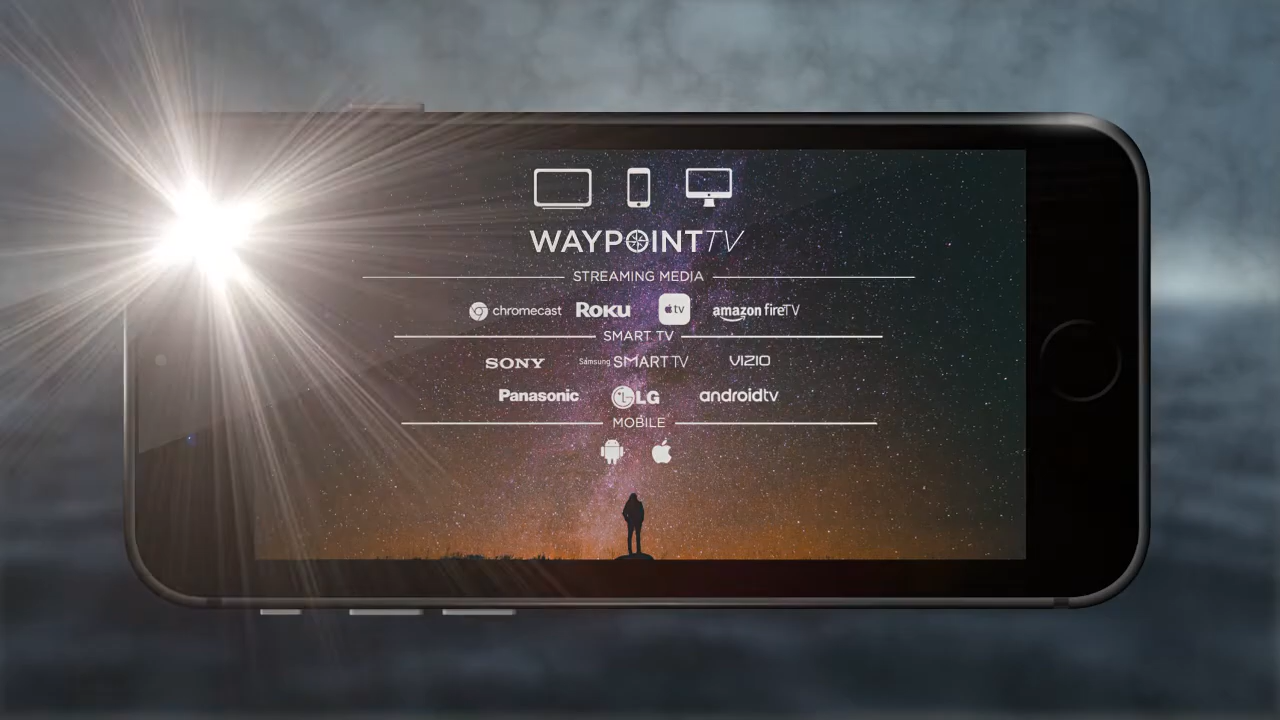 WAYPOINTTV
STREAMING MEDIA
chromecast ROKU tv amazon fireTV
SMART TV
SONY Samsung SMART TV VIZIO
Panasonic LG androidtv
MOBILE